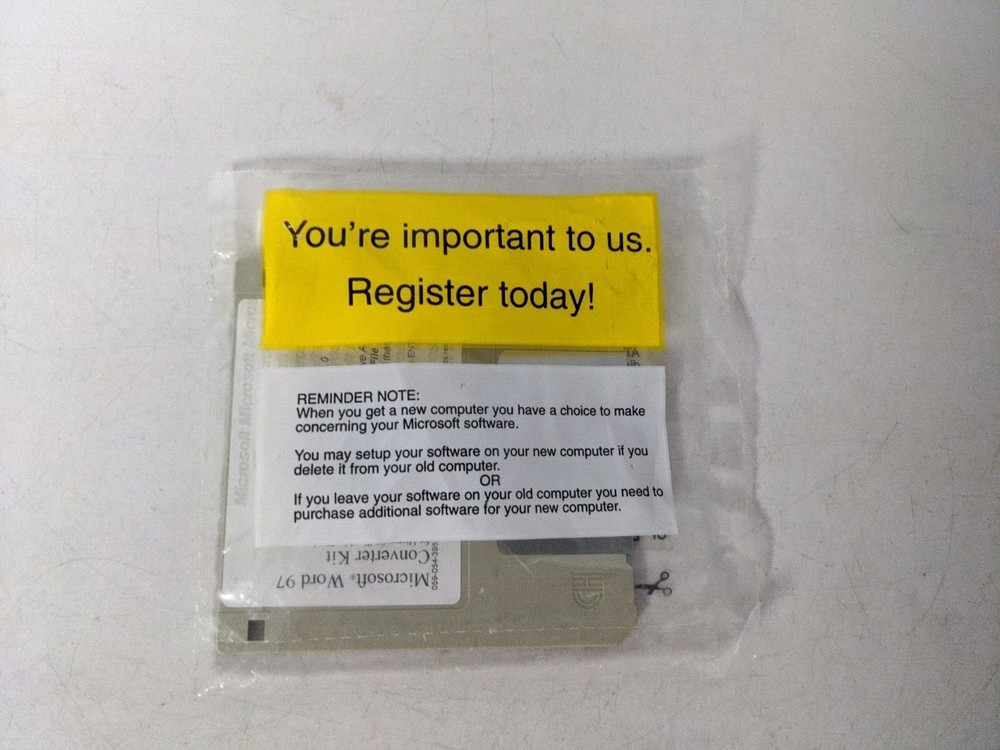 You're important to us.
Register today!
REMINDER NOTE:
When you get a new computer you have a choice to make
concerning your Microsoft software.
You may setup your software on your new computer if you
delete it from your old computer.
OR
If you leave your software on your old computer you need to
purchase additional software for your new computer.
Microsoft Microsoft Micro
Microsoft® Word 97
Converter Kit